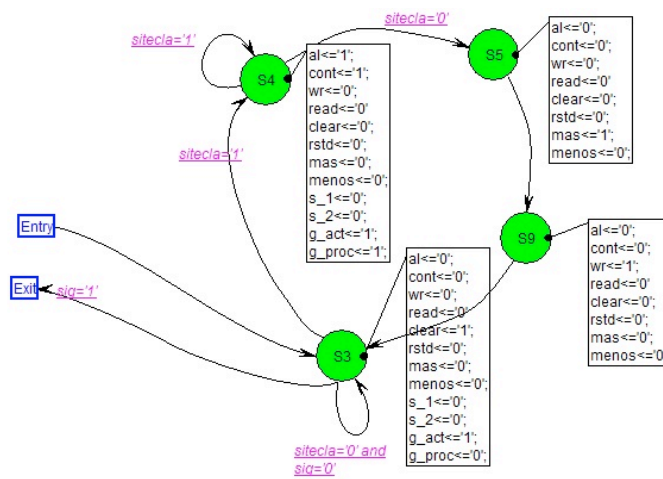 sitecla='1'
S4
al<='1';
cont<='1';
wr<='0';
read<='0'
clear<='0';
rstd<='0';
mas<='0';
menos<='0';
s_1<='0';
s_2<='0';
g_act<='1';
g_proc<='1';
sitecla='0'
S5
al<='0';
cont<='0';
wr<='0';
read<='0'
clear<='0';
rstd<='0';
mas<='1';
menos<='0';
sitecla='1'
Entry
Exit
sig='1'
S9
al<='0';
cont<='0';
wr<='1';
read<='0'
clear<='0';
rstd<='0';
mas<='0';
menos<='0'
S3
al<='0';
cont<='0';
wr<='0';
read<='0'
clear<='1';
rstd<='0';
mas<='0';
menos<='0';
s_1<='0';
s_2<='0';
g_act<='1';
g_proc<='0';
sitecla='0' and
sig='0'